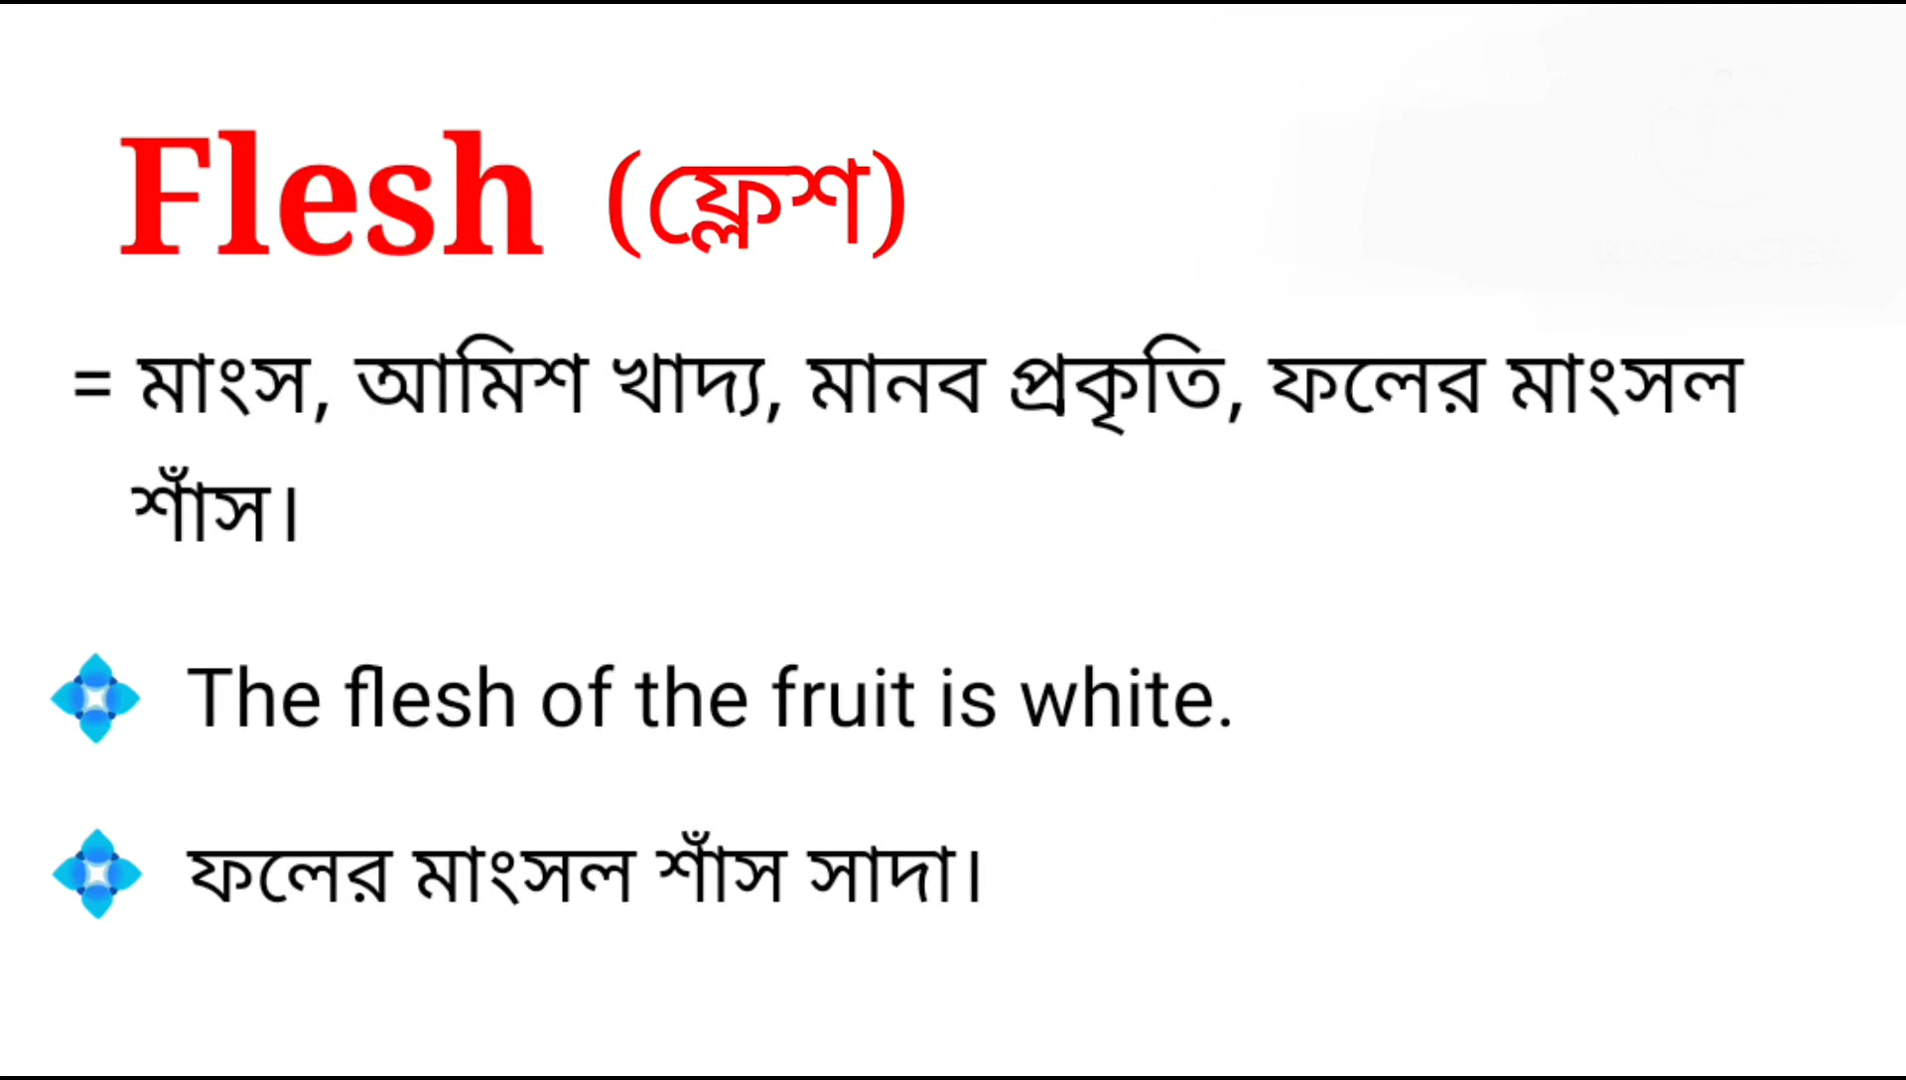 Flesh (ফ্লেশ)
= মাংস, আমিশ খাদ্য, মানব প্রকৃতি, ফলের মাংসল
শাঁস।
The flesh of the fruit is white.
ফলের মাংসল শাঁস সাদা।